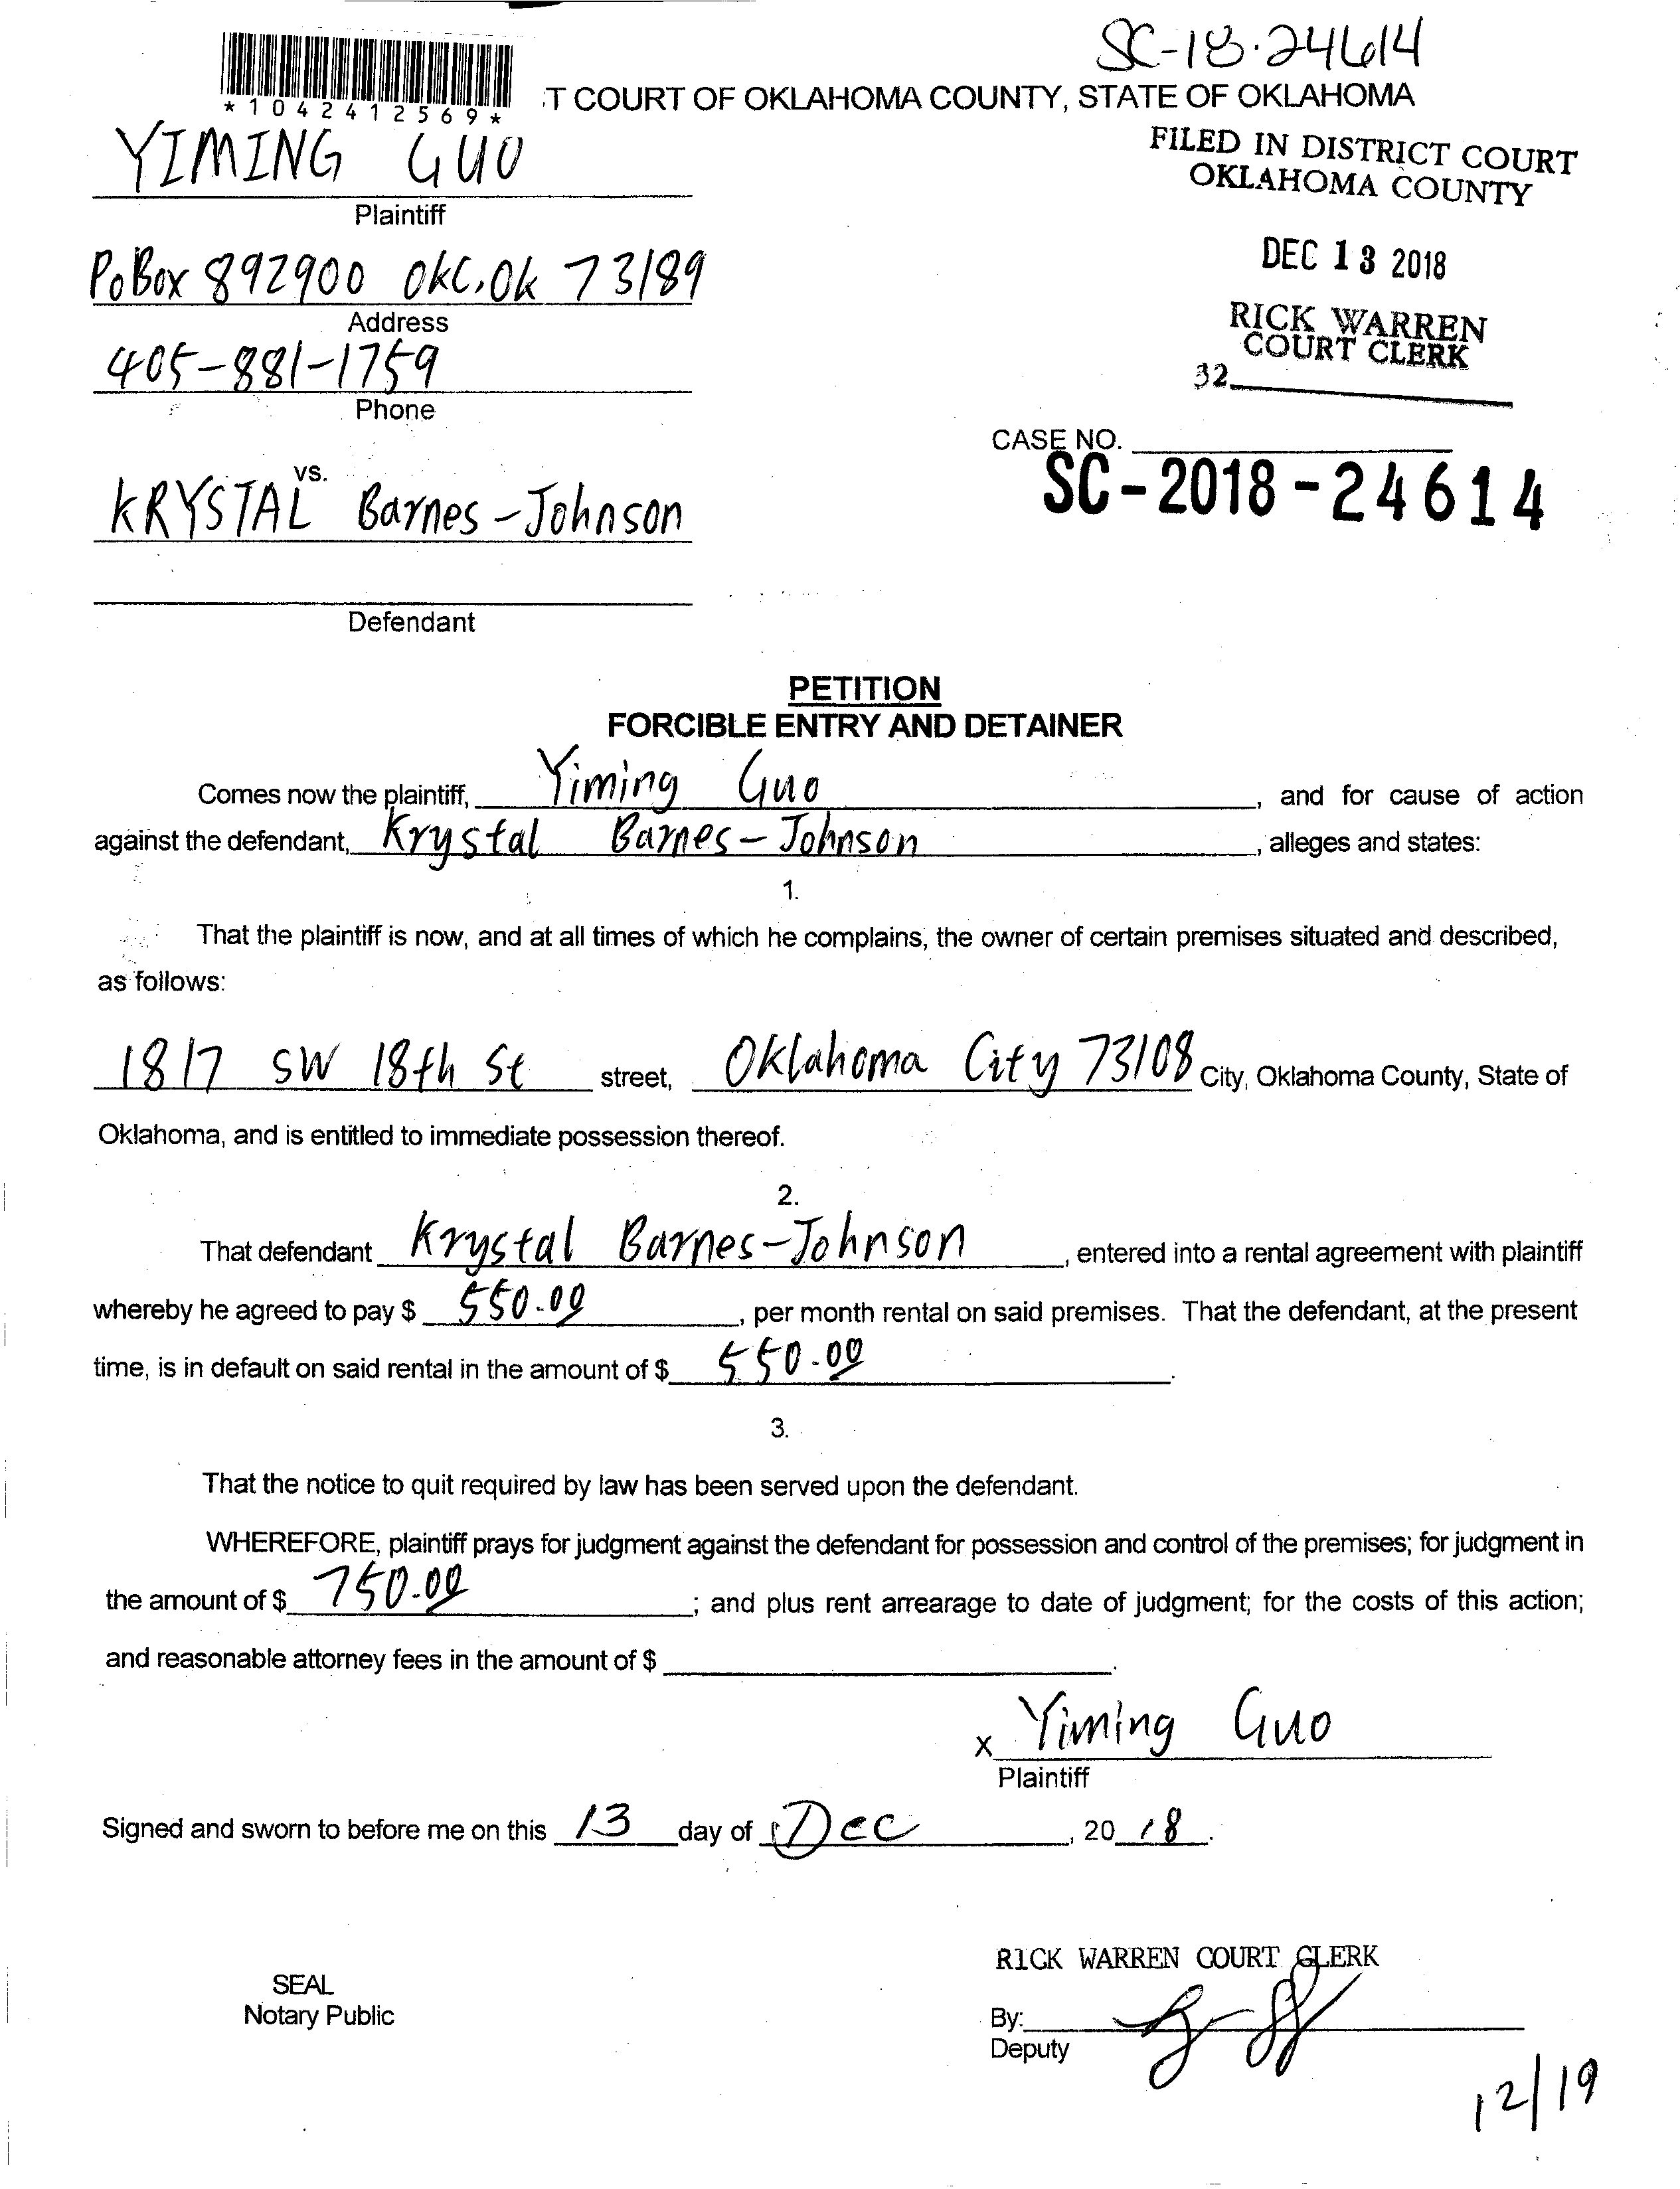 SC-18-24614
*1042412569*
T COURT OF OKLAHOMA COUNTY, STATE OF OKLAHOMA
YIMING GUO
Plaintiff
FILED IN DISTRICT COURT
OKLAHOMA COUNTY
PoBox 892900 OKC, Ok 73189
Address
DEC 13 2018
405-881-1759
Phone
RICK WARREN
COURT CLERK
32
CASE NO.
SC-2018-24614
vs.
KRYSTAL Barnes-Johnson
Defendant
PETITION
FORCIBLE ENTRY AND DETAINER
Comes now the plaintiff, Yiming Guo, and for cause of action
against the defendant, Krystal Barnes-Johnson, alleges and states:
1.
That the plaintiff is now, and at all times of which he complains, the owner of certain premises situated and described,
as follows:
1817 SW 18th St street, Oklahoma City 73108 City, Oklahoma County, State of
Oklahoma, and is entitled to immediate possession thereof.
2.
That defendant Krystal Barnes-Johnson, entered into a rental agreement with plaintiff
whereby he agreed to pay $ 550.00, per month rental on said premises. That the defendant, at the present
time, is in default on said rental in the amount of $ 550.00.
3.
That the notice to quit required by law has been served upon the defendant.
WHEREFORE, plaintiff prays for judgment against the defendant for possession and control of the premises; for judgment in
the amount of $ 750.00; and plus rent arrearage to date of judgment; for the costs of this action;
and reasonable attorney fees in the amount of $ .
x Yiming Guo
Plaintiff
Signed and sworn to before me on this 13 day of Dec, 2018.
RICK WARREN COURT CLERK
SEAL
Notary Public
By:
Deputy
12/19